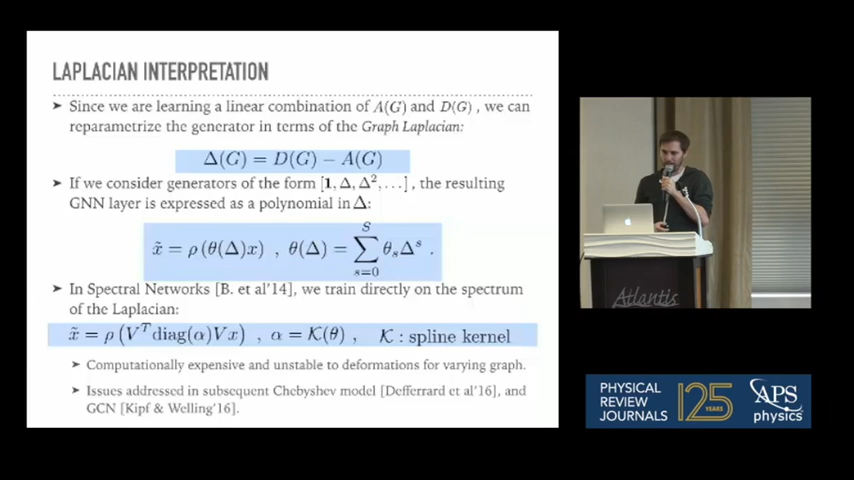 LAPLACIAN INTERPRETATION
➤ Since we are learning a linear combination of A(G) and D(G) , we can
reparametrize the generator in terms of the Graph Laplacian:
Δ(G) = D(G) − A(G)
➤ If we consider generators of the form [1, Δ, Δ², . . .] , the resulting
GNN layer is expressed as a polynomial in Δ:
x̃ = ρ (θ(Δ)x) , θ(Δ) = ∑_{s=0}^{S} θ_s Δ^s .
➤ In Spectral Networks [B. et al'14], we train directly on the spectrum
of the Laplacian:
x̃ = ρ (V^T diag(α)V x) , α = K(θ) , K : spline kernel
➤ Computationally expensive and unstable to deformations for varying graph.
➤ Issues addressed in subsequent Chebyshev model [Defferrard et al'16], and
GCN [Kipf & Welling'16].
Atlantis
PHYSICAL
REVIEW
JOURNALS
125
YEARS
APS
physics